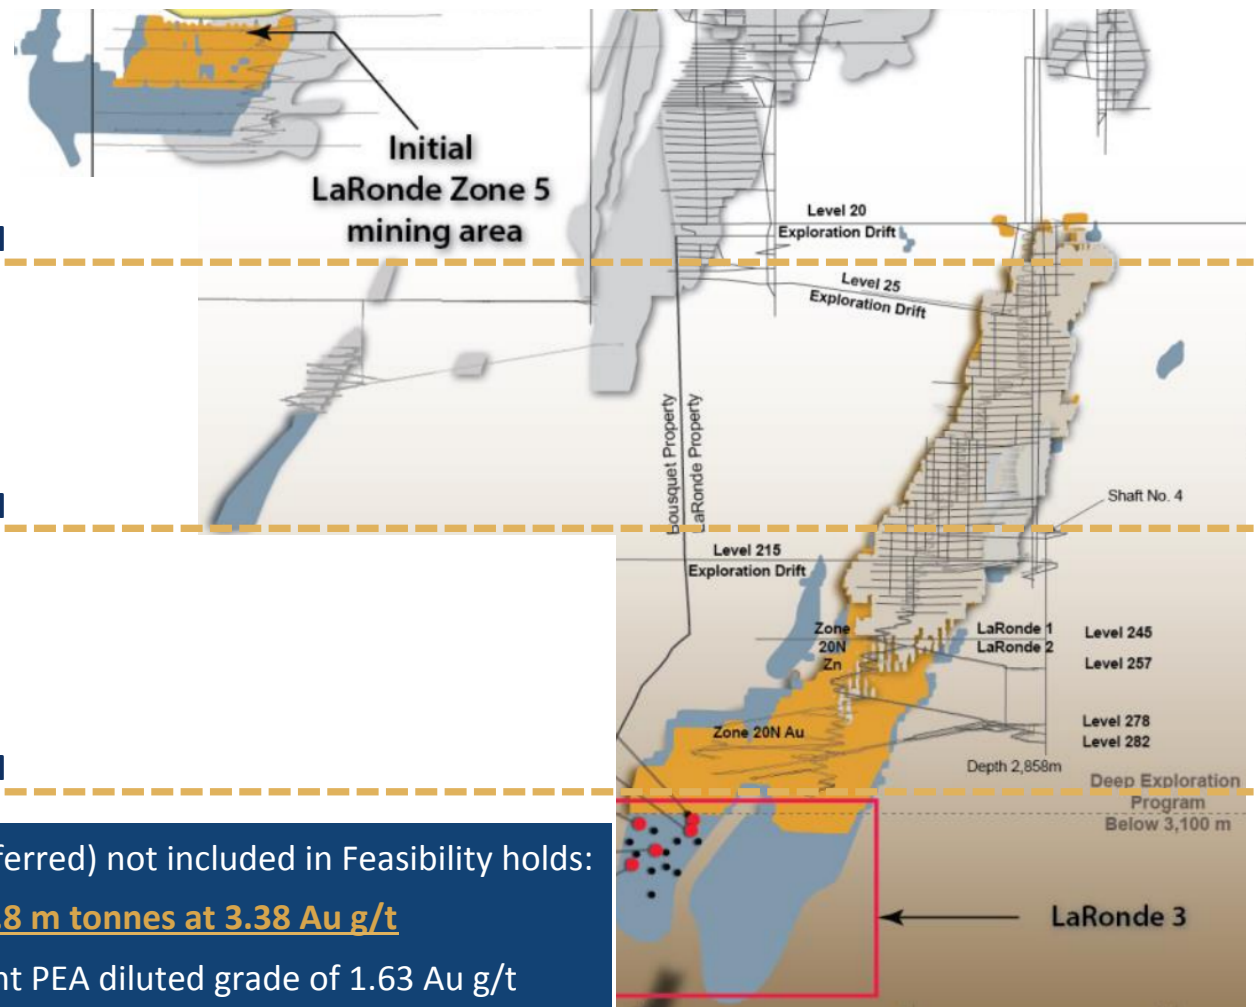 Initial
LaRonde Zone 5
mining area
Level 20
Exploration Drift
Level 25
Exploration Drift
Bousquet Property
LaRonde Property
Shaft No. 4
Level 215
Exploration Drift
Zone
20N
Zn
LaRonde 1
LaRonde 2
Level 245
Level 257
Zone 20N Au
Level 278
Level 282
Depth 2,858m
Deep Exploration
Program
Below 3,100 m
LaRonde 3
ferred) not included in Feasibility holds:
.8 m tonnes at 3.38 Au g/t
nt PEA diluted grade of 1.63 Au g/t